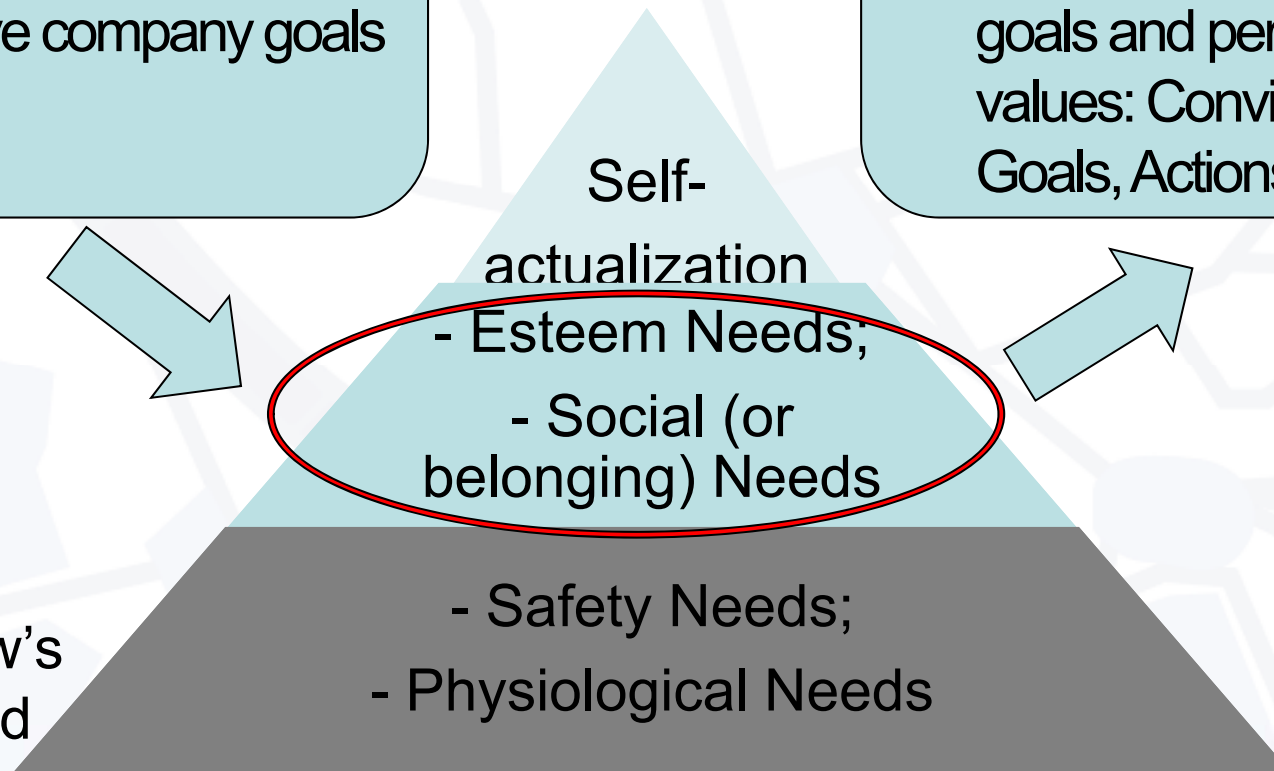 e company goals
goals and per
values: Convi
Goals, Actions
Self-
actualization
- Esteem Needs;
- Social (or
belonging) Needs
- Safety Needs;
- Physiological Needs
w's
d